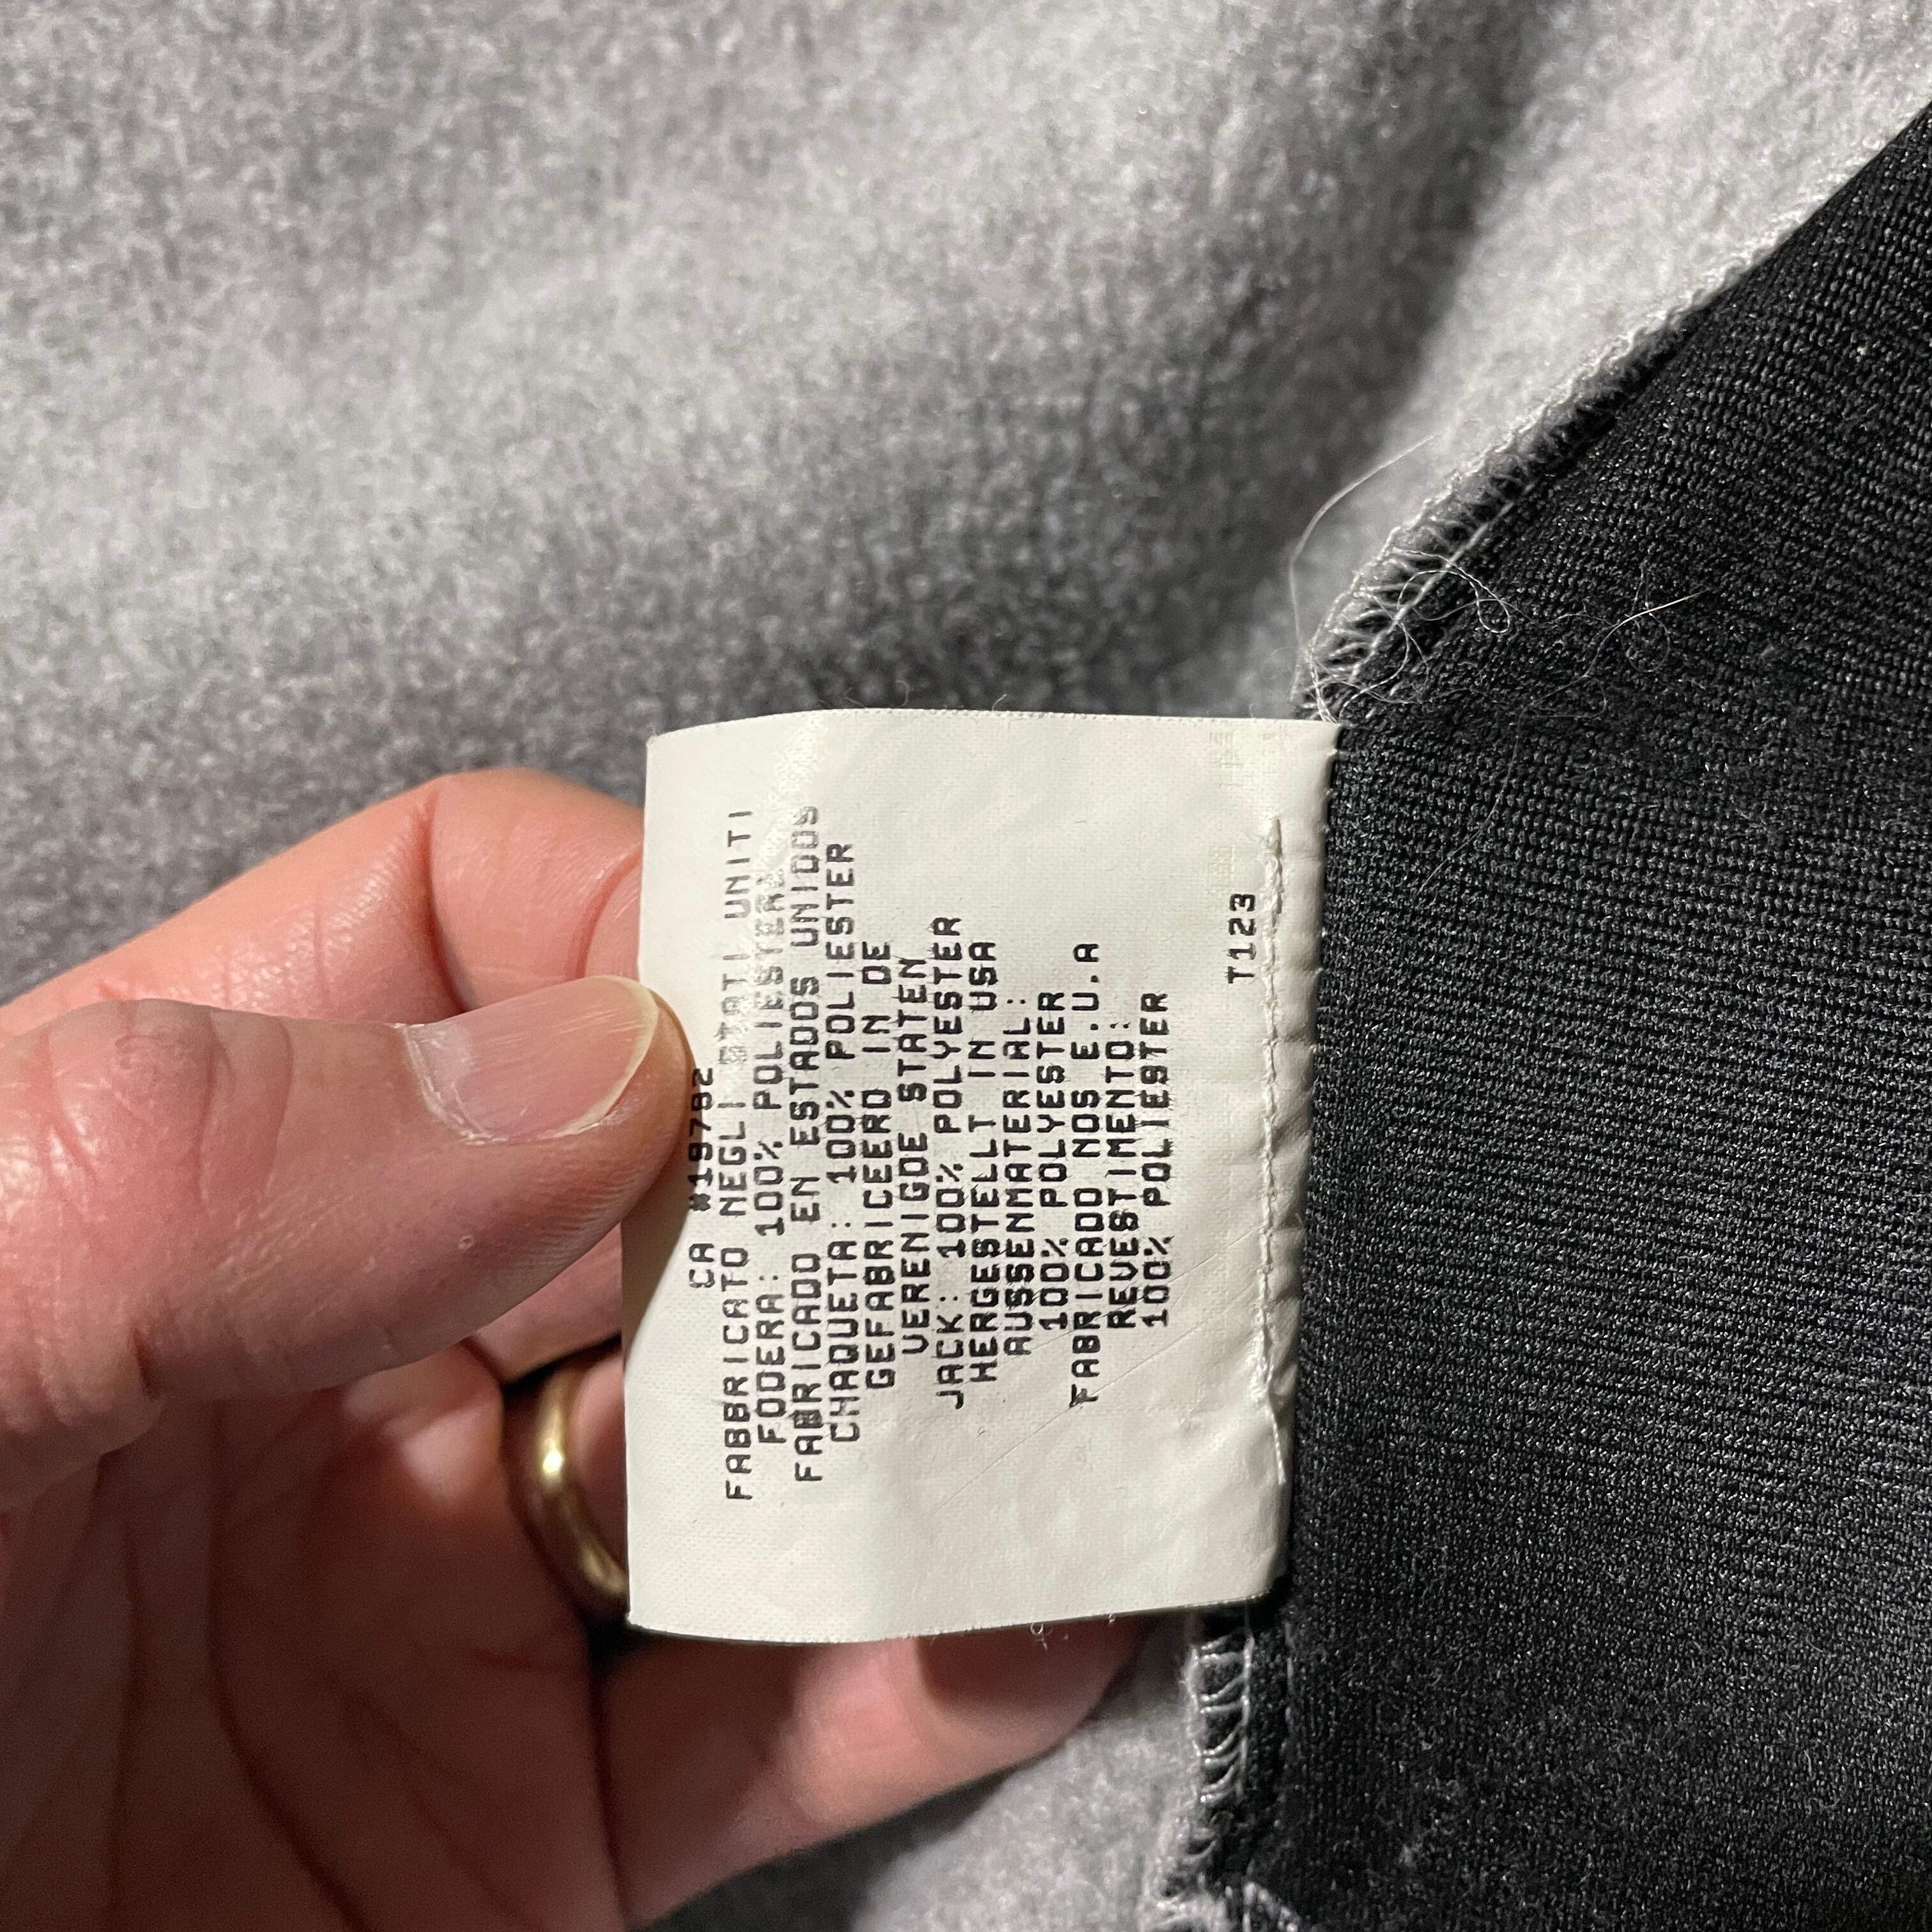 CA #19782
FABBRICATO NEGLI STATI UNITI
FODERA: 100% POLIESTERE
FABRICADO EN ESTADOS UNIDOS
CHAQUETA: 100% POLIESTER
GEFABRICEERD IN DE
VERENIGDE STATEN
JACK: 100% POLYESTER
HERGESTELLT IN USA
AUSSENMATERIAL:
100% POLYESTER
FABRICADO NOS E.U.A
REVESTIMENTO:
100% POLIESTER
T123